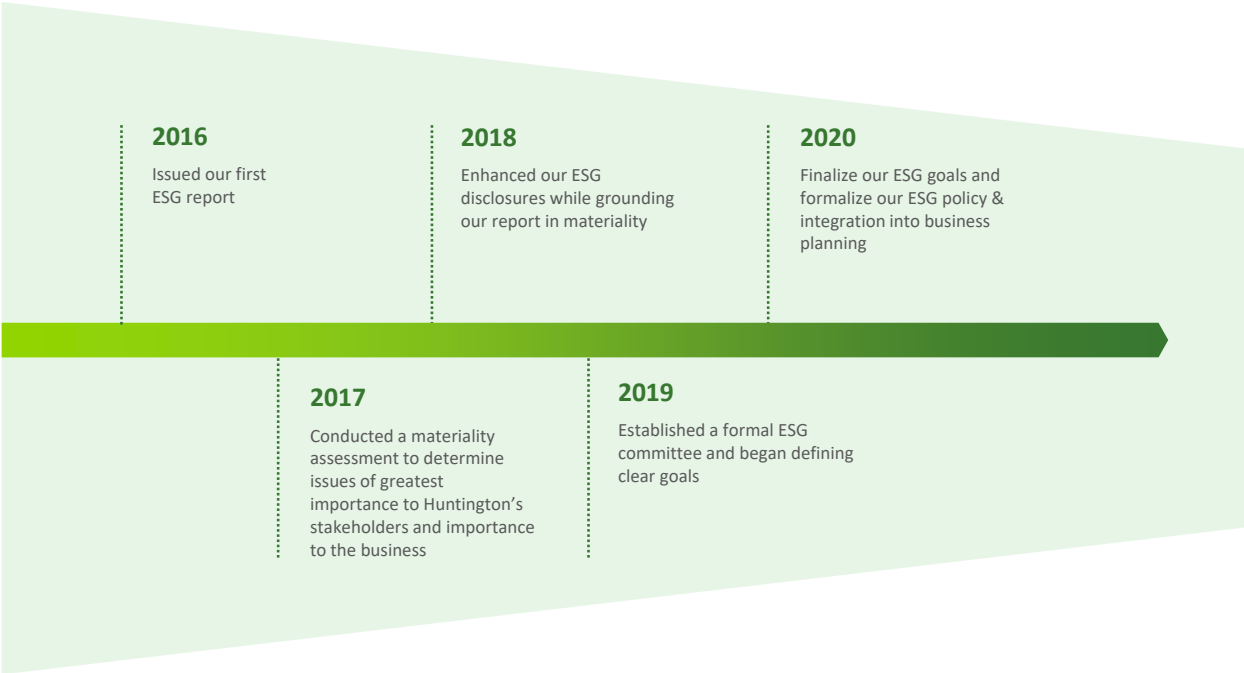 2016
Issued our first
ESG report
2018
Enhanced our ESG
disclosures while grounding
our report in materiality
2020
Finalize our ESG goals and
formalize our ESG policy &
integration into business
planning
2017
Conducted a materiality
assessment to determine
issues of greatest
importance to Huntington’s
stakeholders and importance
to the business
2019
Established a formal ESG
committee and began defining
clear goals